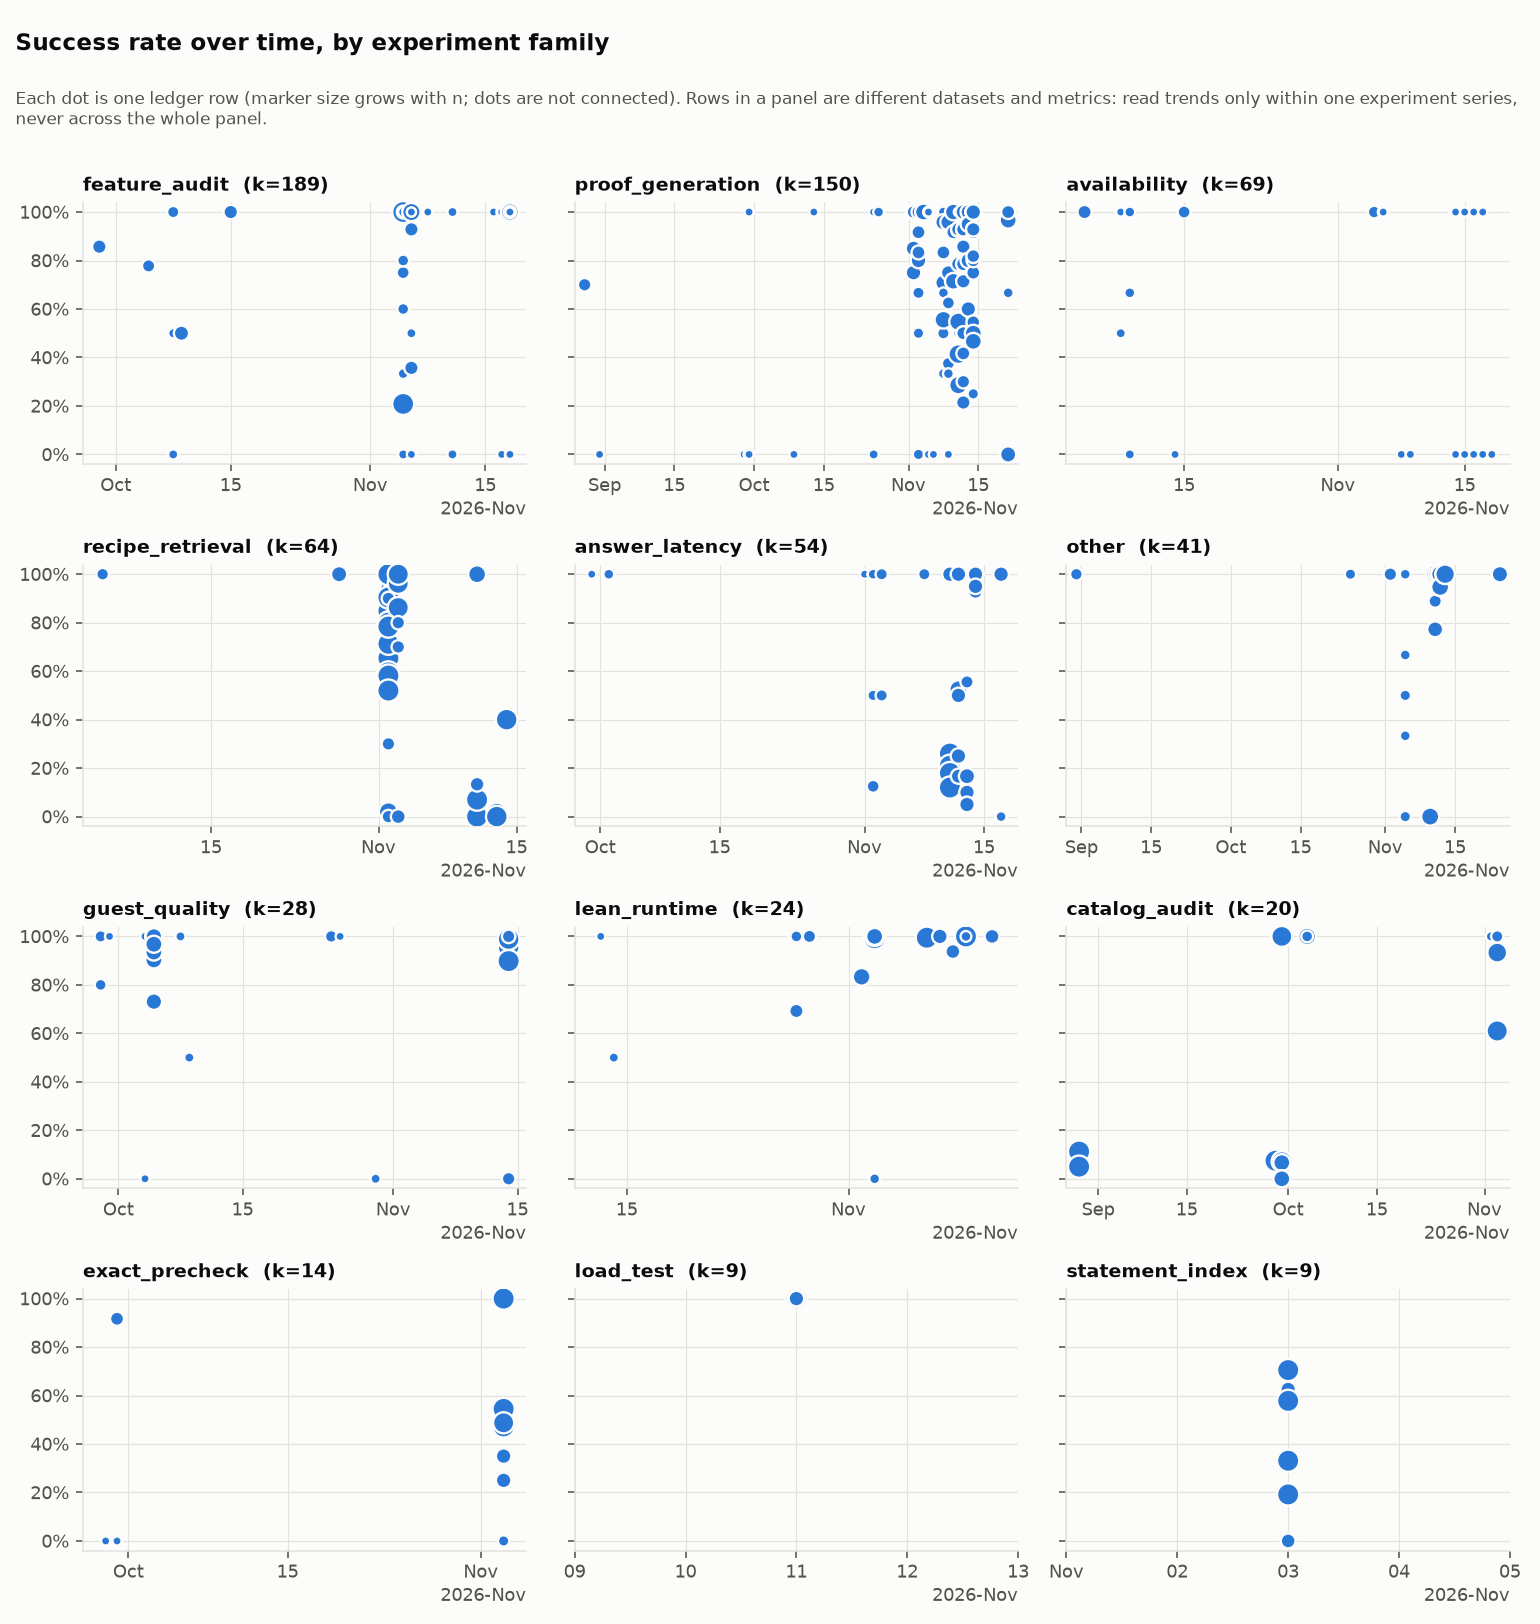 Success rate over time, by experiment family
Each dot is one ledger row (marker size grows with n; dots are not connected). Rows in a panel are different datasets and metrics: read trends only within one experiment series,
never across the whole panel.
feature_audit (k=189)
100%
80%
60%
40%
20%
0%
Oct 15 Nov 15
2026-Nov
proof_generation (k=150)
Sep 15 Oct 15 Nov 15
2026-Nov
availability (k=69)
15 Nov 15
2026-Nov
recipe_retrieval (k=64)
100%
80%
60%
40%
20%
0%
15 Nov 15
2026-Nov
answer_latency (k=54)
Oct 15 Nov 15
2026-Nov
other (k=41)
Sep 15 Oct 15 Nov 15
2026-Nov
guest_quality (k=28)
100%
80%
60%
40%
20%
0%
Oct 15 Nov 15
2026-Nov
lean_runtime (k=24)
15 Nov
2026-Nov
catalog_audit (k=20)
Sep 15 Oct 15 Nov
2026-Nov
exact_precheck (k=14)
100%
80%
60%
40%
20%
0%
Oct 15 Nov
2026-Nov
load_test (k=9)
09 10 11 12 13
2026-Nov
statement_index (k=9)
Nov 02 03 04 05
2026-Nov